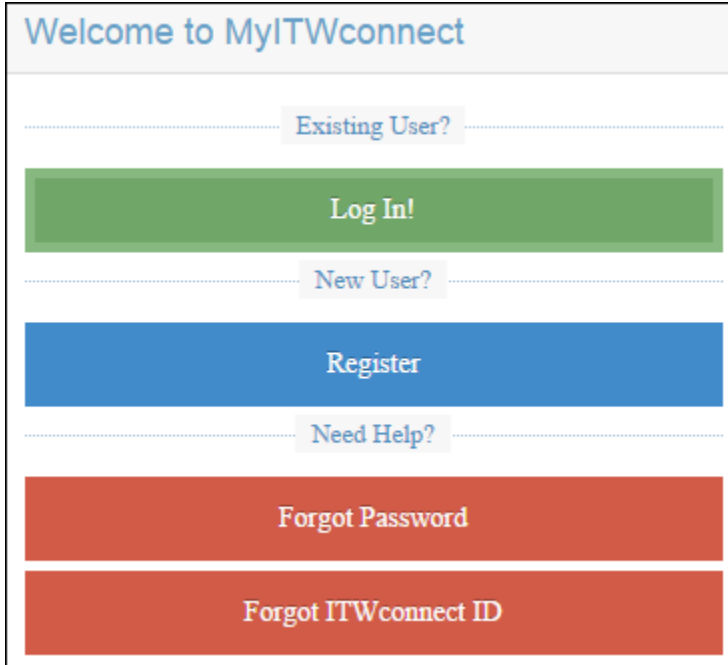 Welcome to MyITWconnect
Existing User?
Log In!
New User?
Register
Need Help?
Forgot Password
Forgot ITWconnect ID